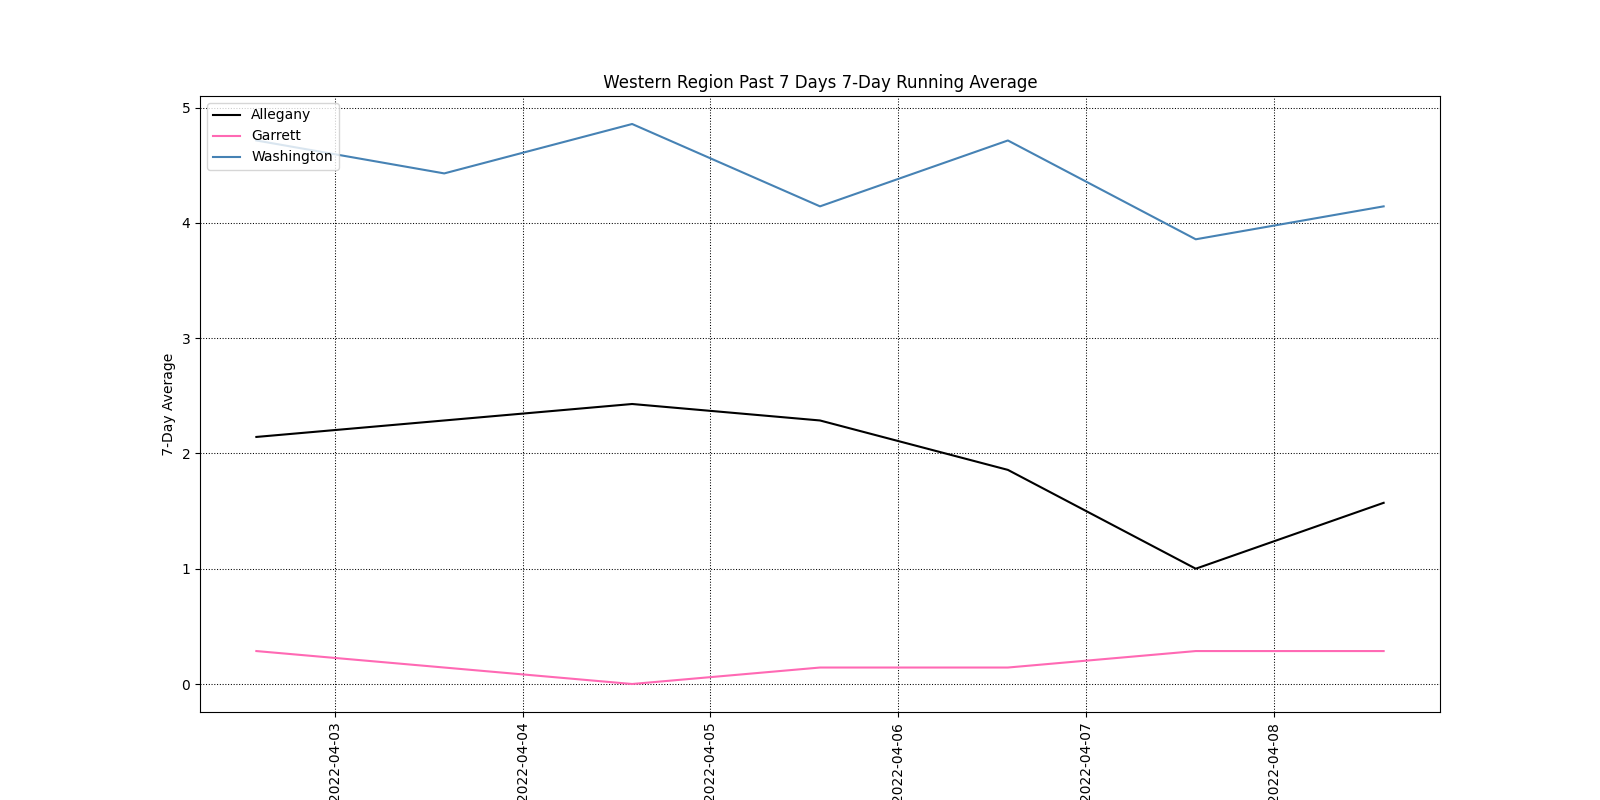 Western Region Past 7 Days 7-Day Running Average
Allegany
Garrett
Washington
7-Day Average
5
4
3
2
1
0
2022-04-03
2022-04-04
2022-04-05
2022-04-06
2022-04-07
2022-04-08